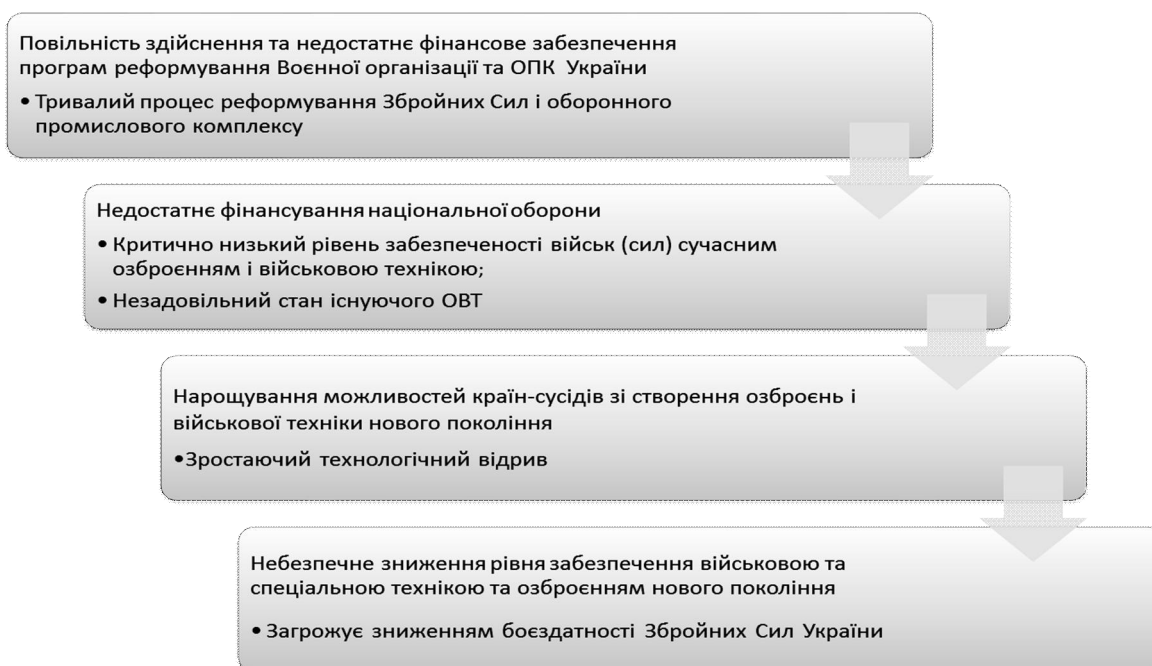 Повільність здійснення та недостатнє фінансове забезпечення
програм реформування Воєнної організації та ОПК України
• Тривалий процес реформування Збройних Сил і оборонного
промислового комплексу
Недостатнє фінансування національної оборони
• Критично низький рівень забезпеченості військ (сил) сучасним
озброєнням і військовою технікою;
• Незадовільний стан існуючого ОВТ
Нарощування можливостей країн-сусідів зі створення озброєнь і
військової техніки нового покоління
•Зростаючий технологічний відрив
Небезпечне зниження рівня забезпечення військовою та
спеціальною технікою та озброєнням нового покоління
• Загрожує зниженням боєздатності Збройних Сил України